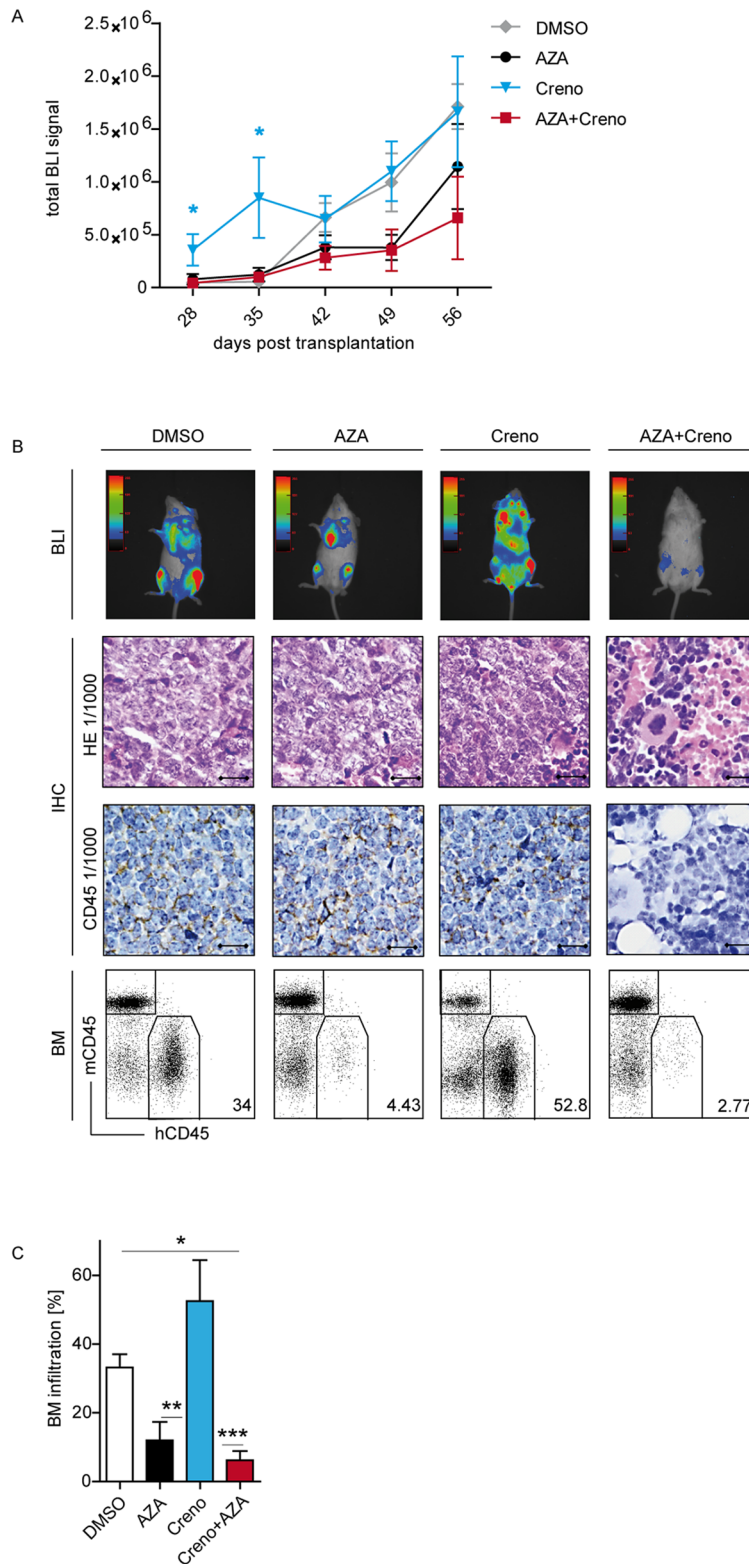 A
total BLI signal
2.5×10⁶
2.0×10⁶
1.5×10⁶
1.0×10⁶
5.0×10⁵
0
28
35
42
49
56
days post transplantation
*
*
DMSO
AZA
Creno
AZA+Creno
B
DMSO
AZA
Creno
AZA+Creno
BLI
IHC
HE 1/1000
CD45 1/1000
BM
mCD45
hCD45
34
4.43
52.8
2.77
C
BM infiltration [%]
60
40
20
0
*
**
***
DMSO
AZA
Creno
Creno+AZA